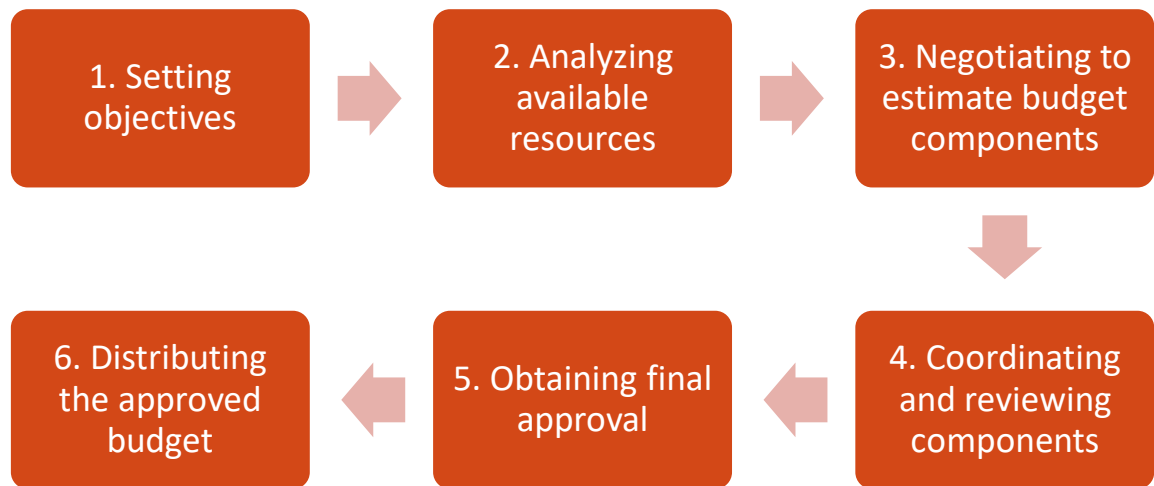 1. Setting
objectives
2. Analyzing
available
resources
3. Negotiating to
estimate budget
components
4. Coordinating
and reviewing
components
5. Obtaining final
approval
6. Distributing
the approved
budget